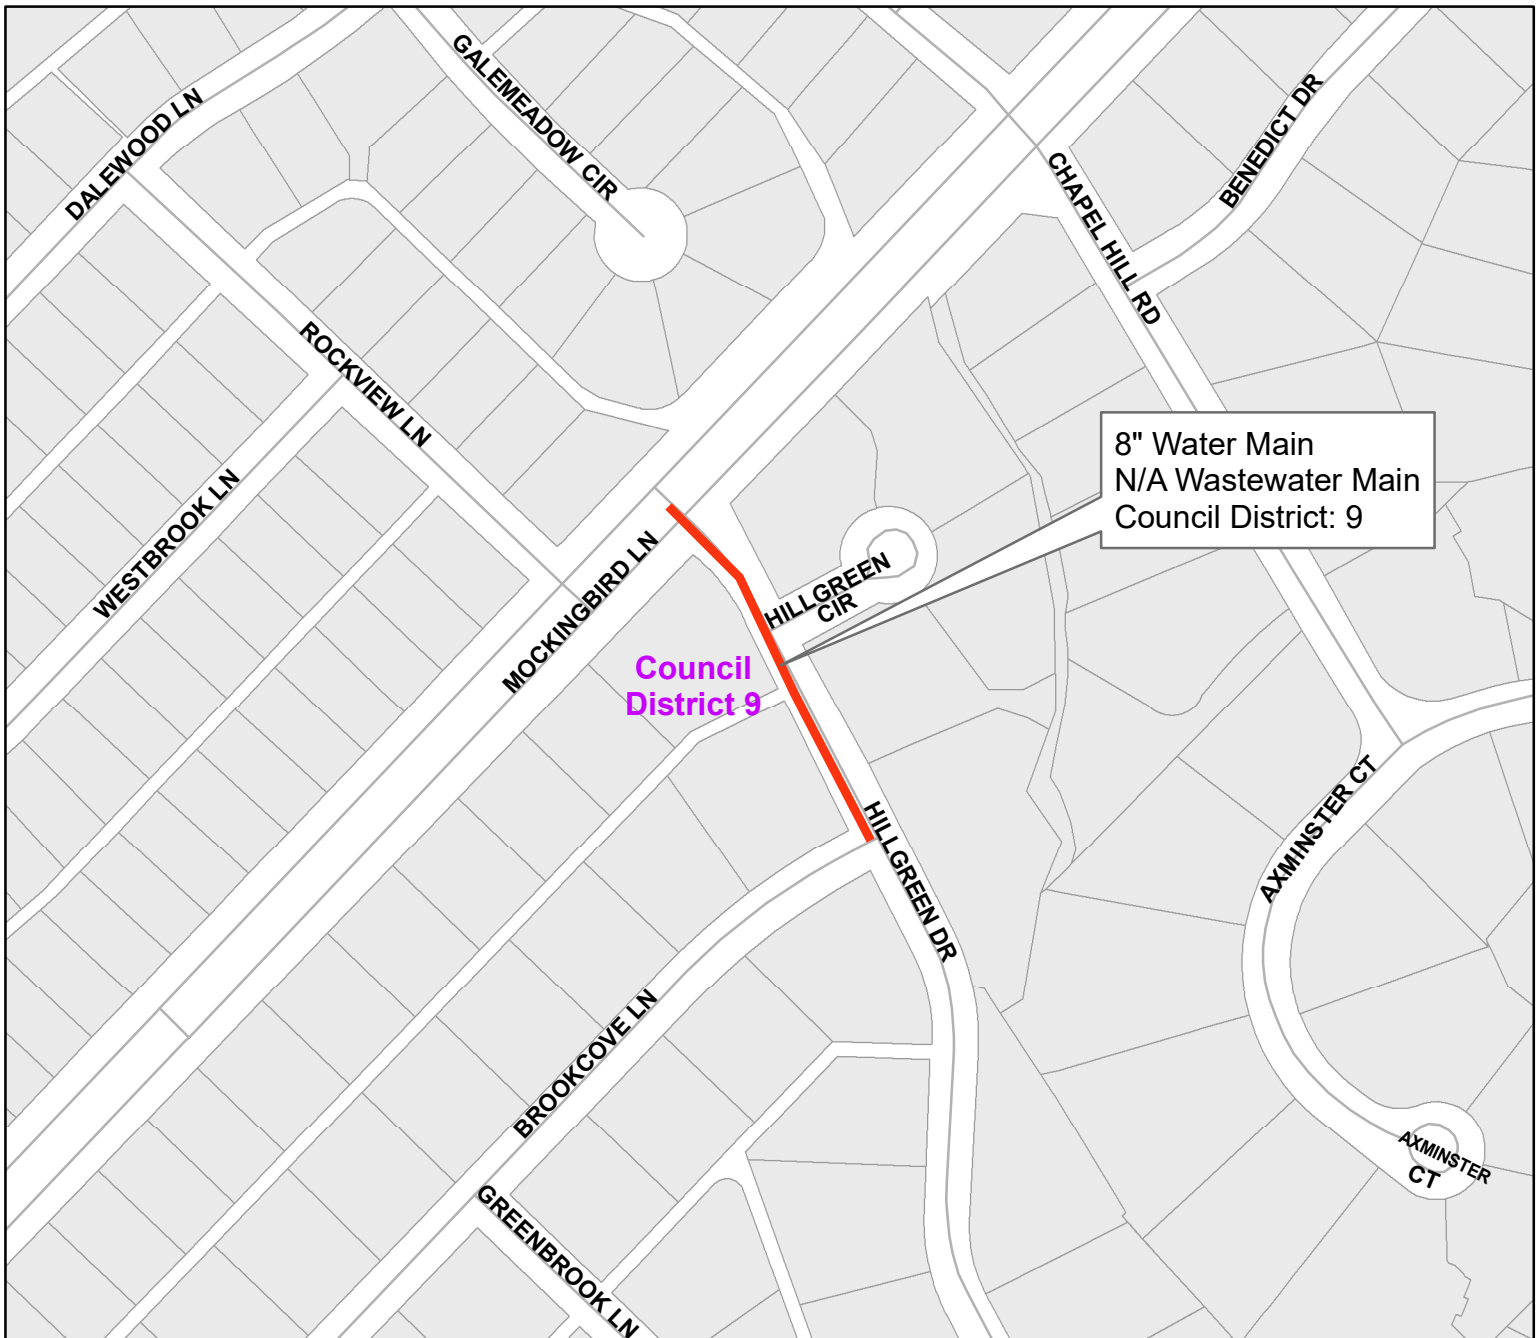 GALEMEADOW CIR
DALEWOOD LN
BENEDICT DR
CHAPEL HILL RD
ROCKVIEW LN
8" Water Main
N/A Wastewater Main
Council District: 9
WESTBROOK LN
MOCKINGBIRD LN
HILLGREEN
CIR
Council
District 9
AXMINSTER CT
HILLGREEN DR
BROOKCOVE LN
AXMINSTER
CT
GREENBROOK LN